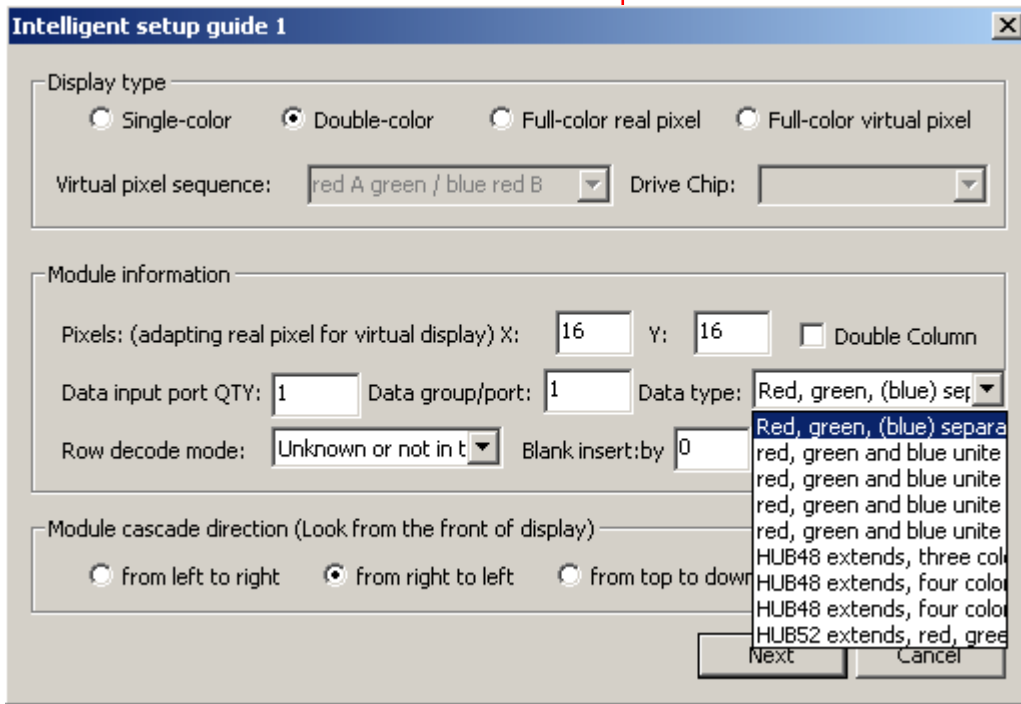 Intelligent setup guide 1
Display type
Single-color Double-color Full-color real pixel Full-color virtual pixel
Virtual pixel sequence: red A green / blue red B Drive Chip:
Module information
Pixels: (adapting real pixel for virtual display) X: 16 Y: 16 Double Column
Data input port QTY: 1 Data group/port: 1 Data type: Red, green, (blue) sep
Row decode mode: Unknown or not in t Blank insert:by 0
Red, green, (blue) separa
red, green and blue unite
red, green and blue unite
red, green and blue unite
red, green and blue unite
HUB48 extends, three col
HUB48 extends, four color
HUB48 extends, four color
HUB52 extends, red, gree
Module cascade direction (Look from the front of display)
from left to right from right to left from top to down
Next Cancel